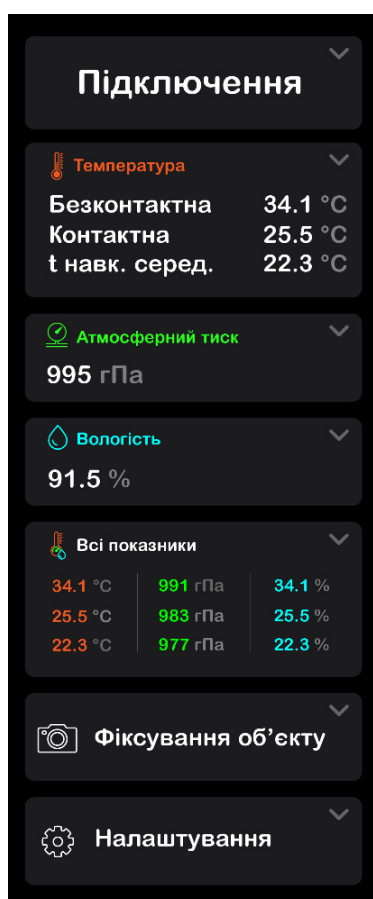 Підключення
Температура
Безконтактна 34.1 °C
Контактна 25.5 °C
t навк. серед. 22.3 °C
Атмосферний тиск
995 гПа
Вологість
91.5 %
Всі показники
34.1 °C 991 гПа 34.1 %
25.5 °C 983 гПа 25.5 %
22.3 °C 977 гПа 22.3 %
Фіксування об’єкту
Налаштування